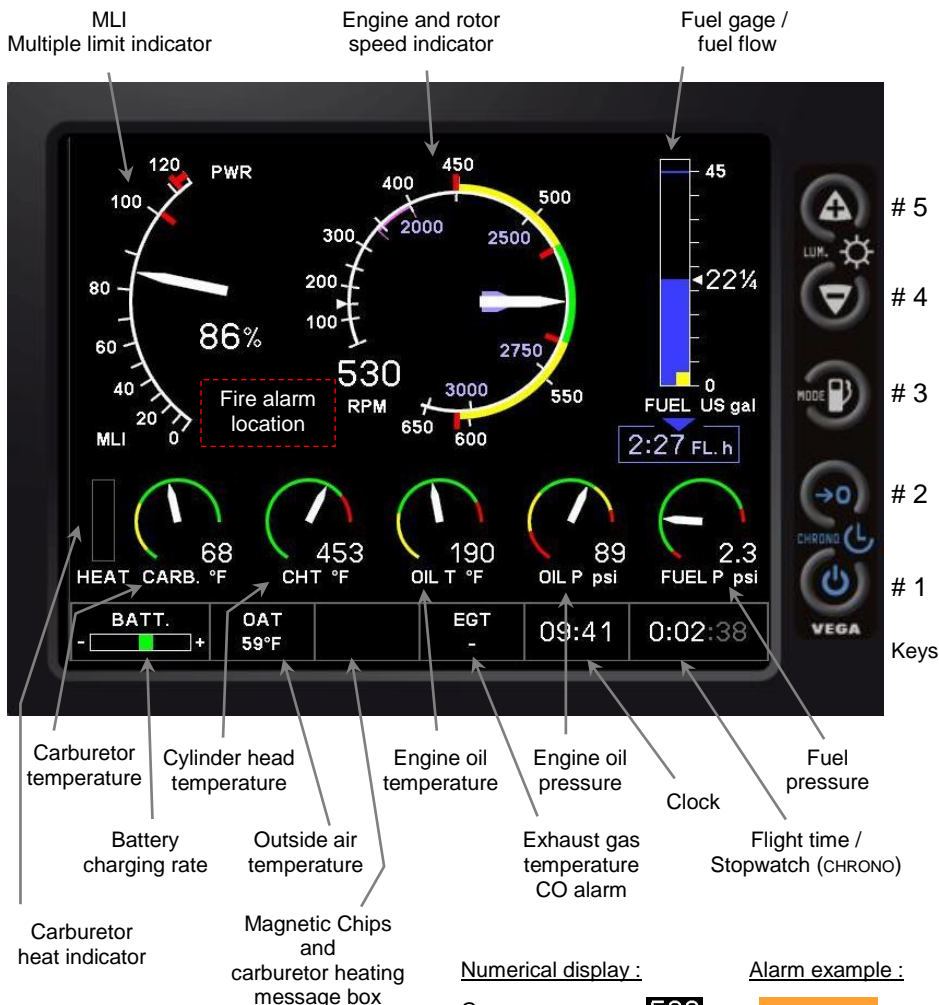 MLI
Multiple limit indicator
Engine and rotor
speed indicator
Fuel gage /
fuel flow
120
PWR
100
80
60
40
20
0
MLI
86%
450
400
500
2000
2500
300
200
100
530
RPM
2750
3000
550
650
600
Fire alarm
location
45
22¼
0
FUEL US gal
2:27 FL. h
# 5
LUM.
# 4
MODE
# 3
→0
# 2
CHRONO
# 1
VEGA
Keys
68
453
190
89
2.3
HEAT CARB. °F
CHT °F
OIL T °F
OIL P psi
FUEL P psi
BATT.
- +
OAT
59°F
EGT
-
09:41
0:02:38
Carburetor
temperature
Cylinder head
temperature
Engine oil
temperature
Engine oil
pressure
Fuel
pressure
Clock
Battery
charging rate
Outside air
temperature
Exhaust gas
temperature
CO alarm
Flight time /
Stopwatch (CHRONO)
Carburetor
heat indicator
Magnetic Chips
and
carburetor heating
message box
Numerical display :
Alarm example :